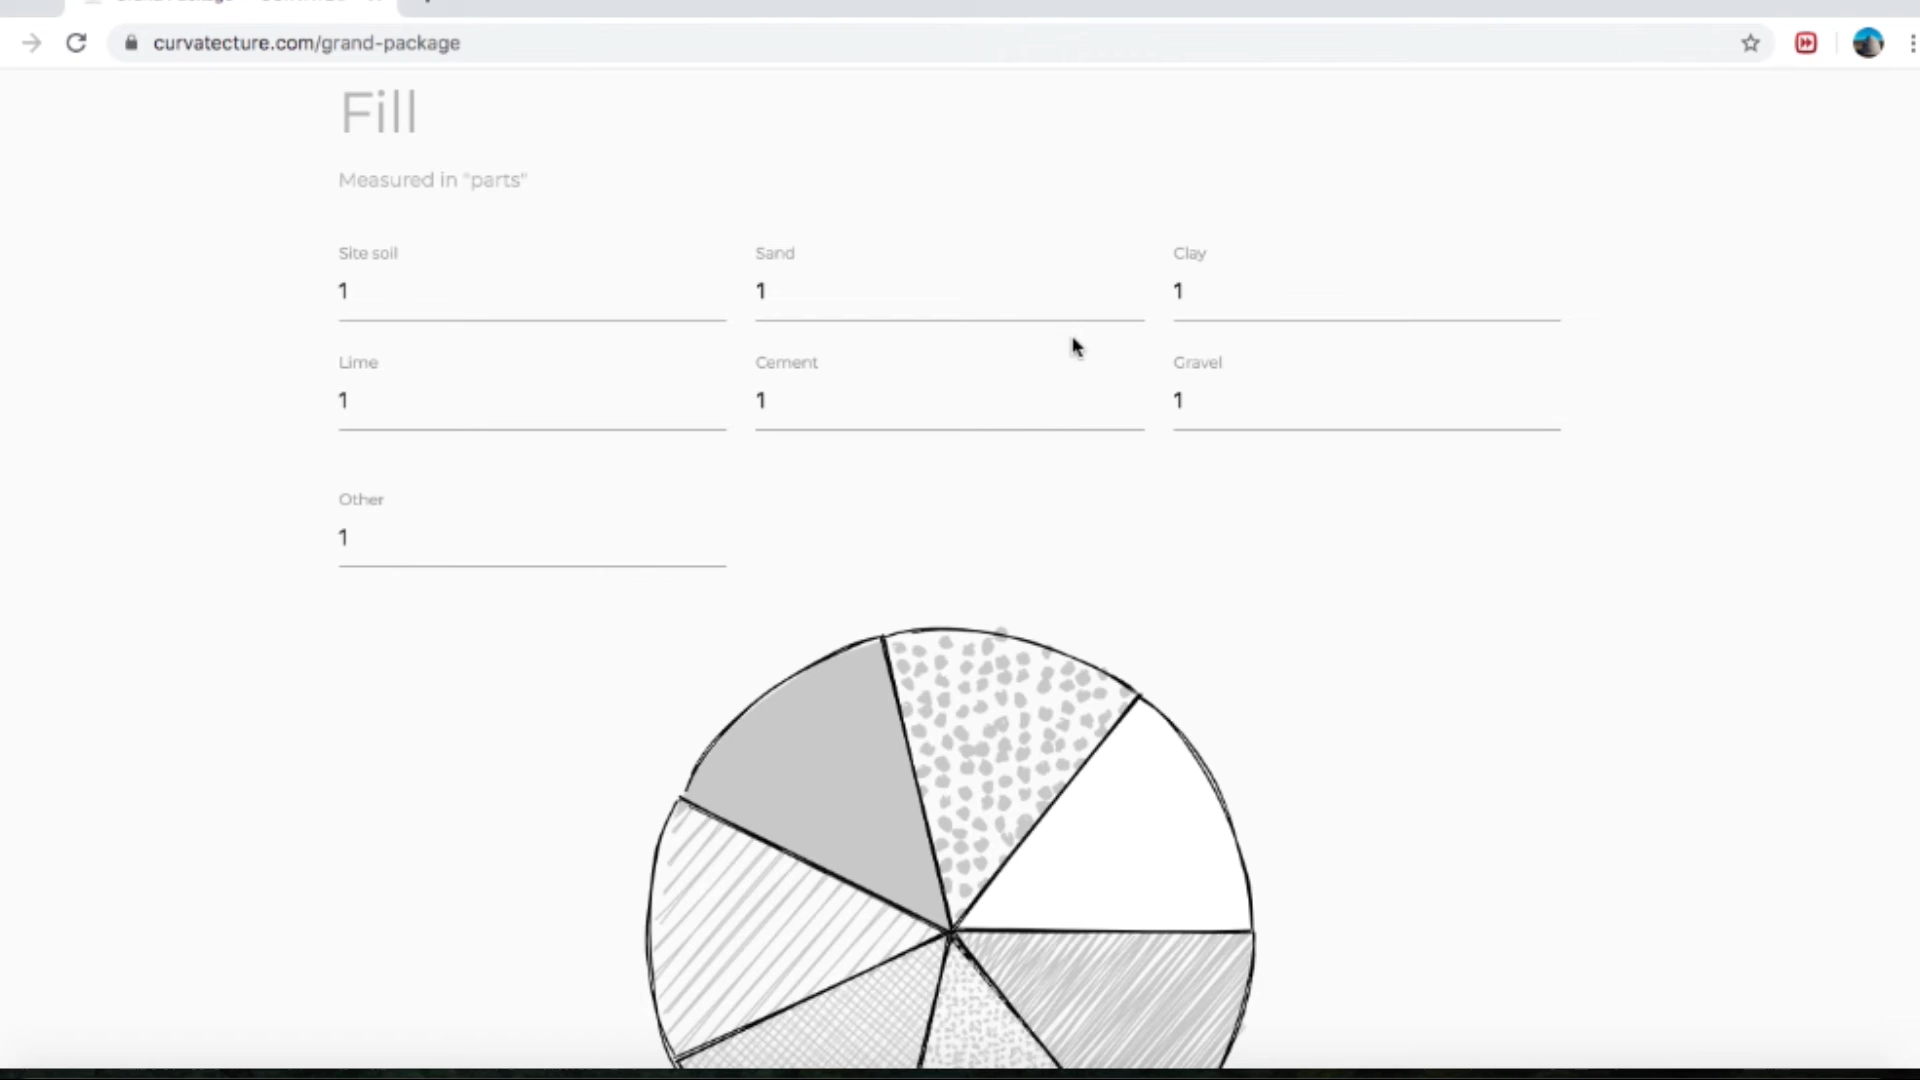 curvatecture.com/grand-package
Fill
Measured in "parts"
Site soil
1
Sand
1
Clay
1
Lime
1
Cement
1
Gravel
1
Other
1